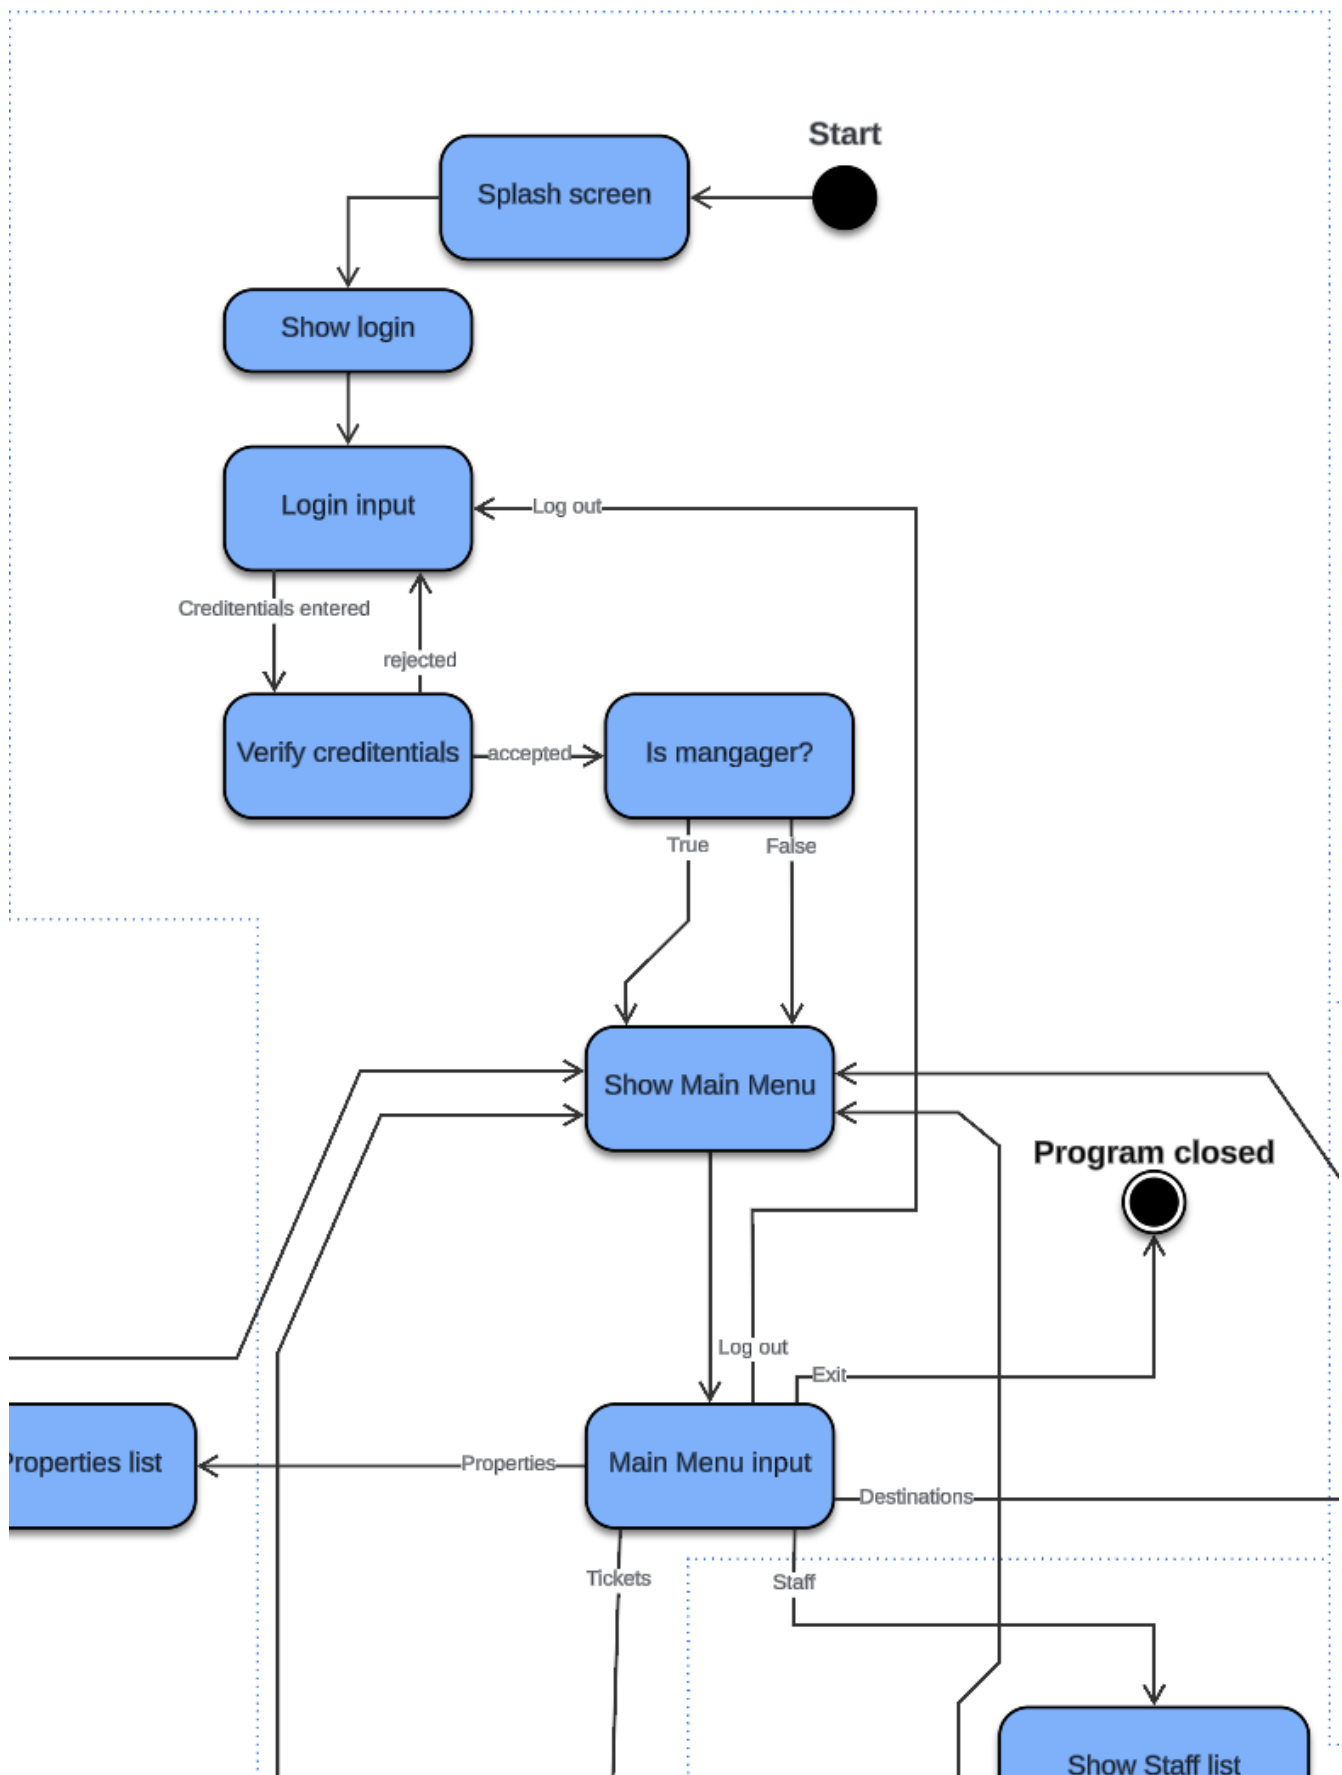 Start
Splash screen
Show login
Login input
Log out
Creditentials entered
rejected
Verify creditentials
accepted
Is mangager?
True
False
Show Main Menu
Program closed
Log out
Exit
Properties list
Properties
Main Menu input
Destinations
Tickets
Staff
Show Staff list